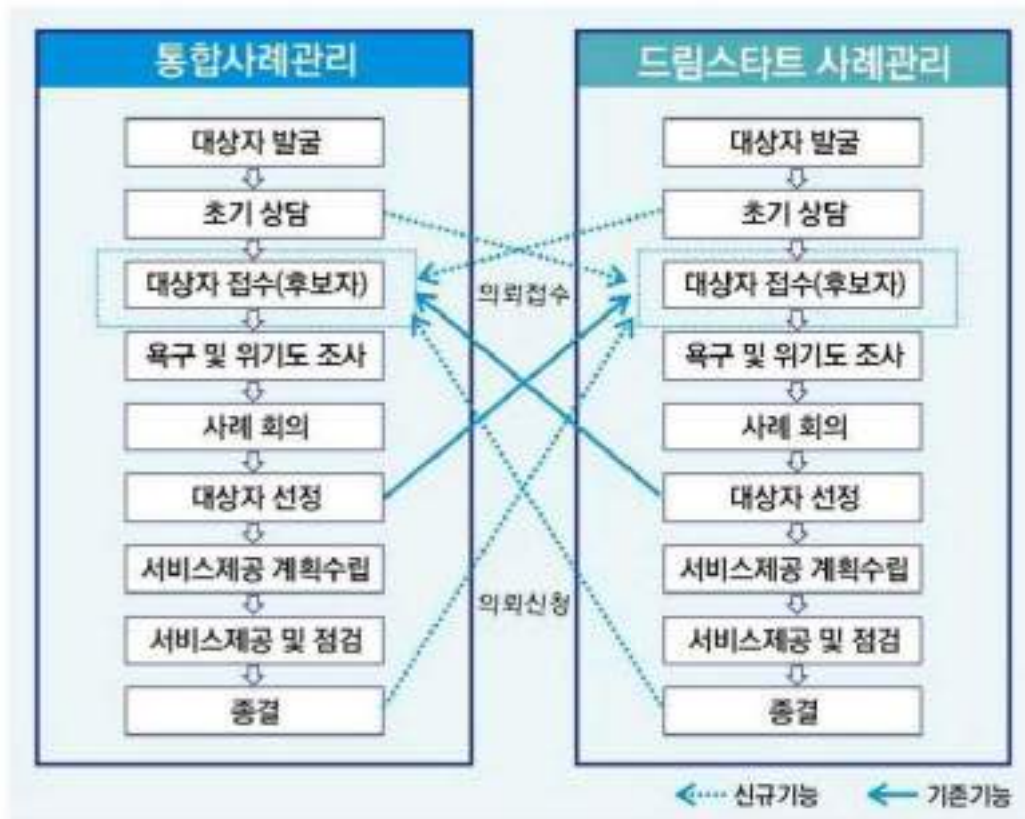 통합사례관리
대상자 발굴
초기 상담
대상자 접수(후보자)
욕구 및 위기도 조사
사례 회의
대상자 선정
서비스제공 계획수립
서비스제공 및 점검
종결
의뢰접수
의뢰신청
드림스타트 사례관리
대상자 발굴
초기 상담
대상자 접수(후보자)
욕구 및 위기도 조사
사례 회의
대상자 선정
서비스제공 계획수립
서비스제공 및 점검
종결
신규기능
기존기능